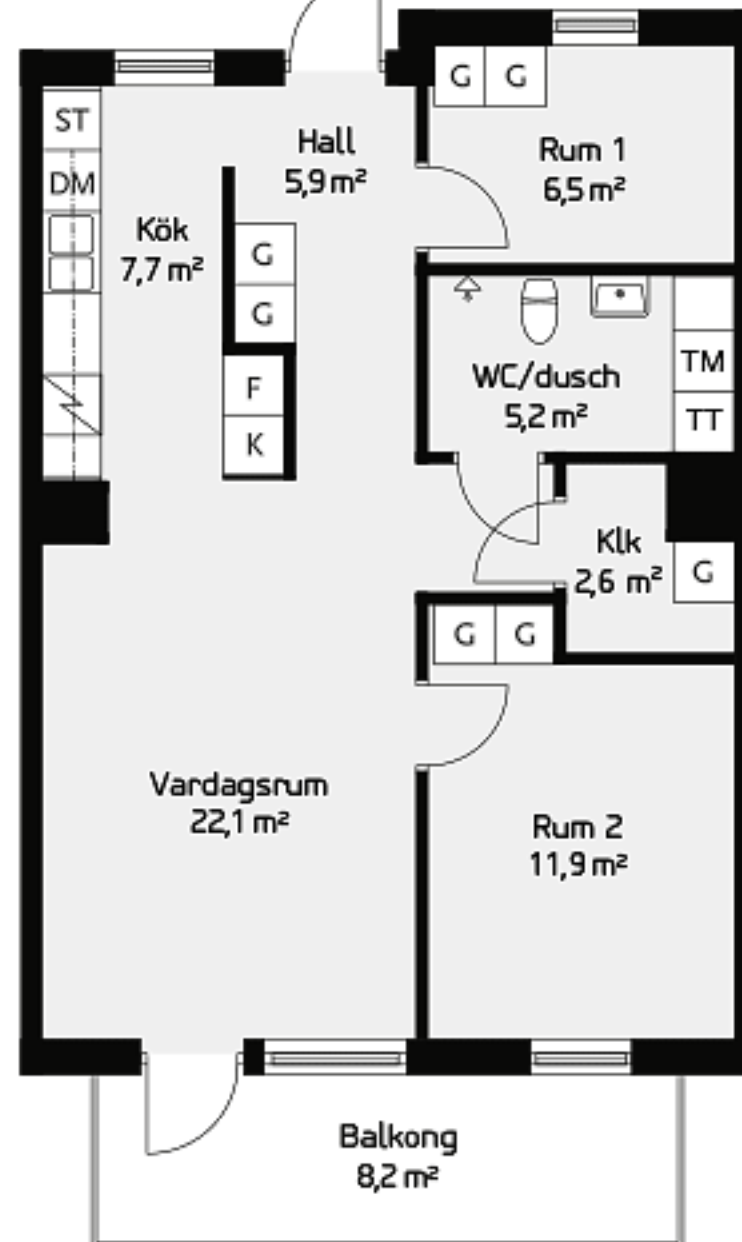 G G
ST
Hall
5,9 m²
Rum 1
6,5 m²
DM
Kök
7,7 m²
G
G
F
K
WC/dusch
5,2 m²
TM
TT
Klk
2,6 m²
G
G G
Vardagsrum
22,1 m²
Rum 2
11,9 m²
Balkong
8,2 m²